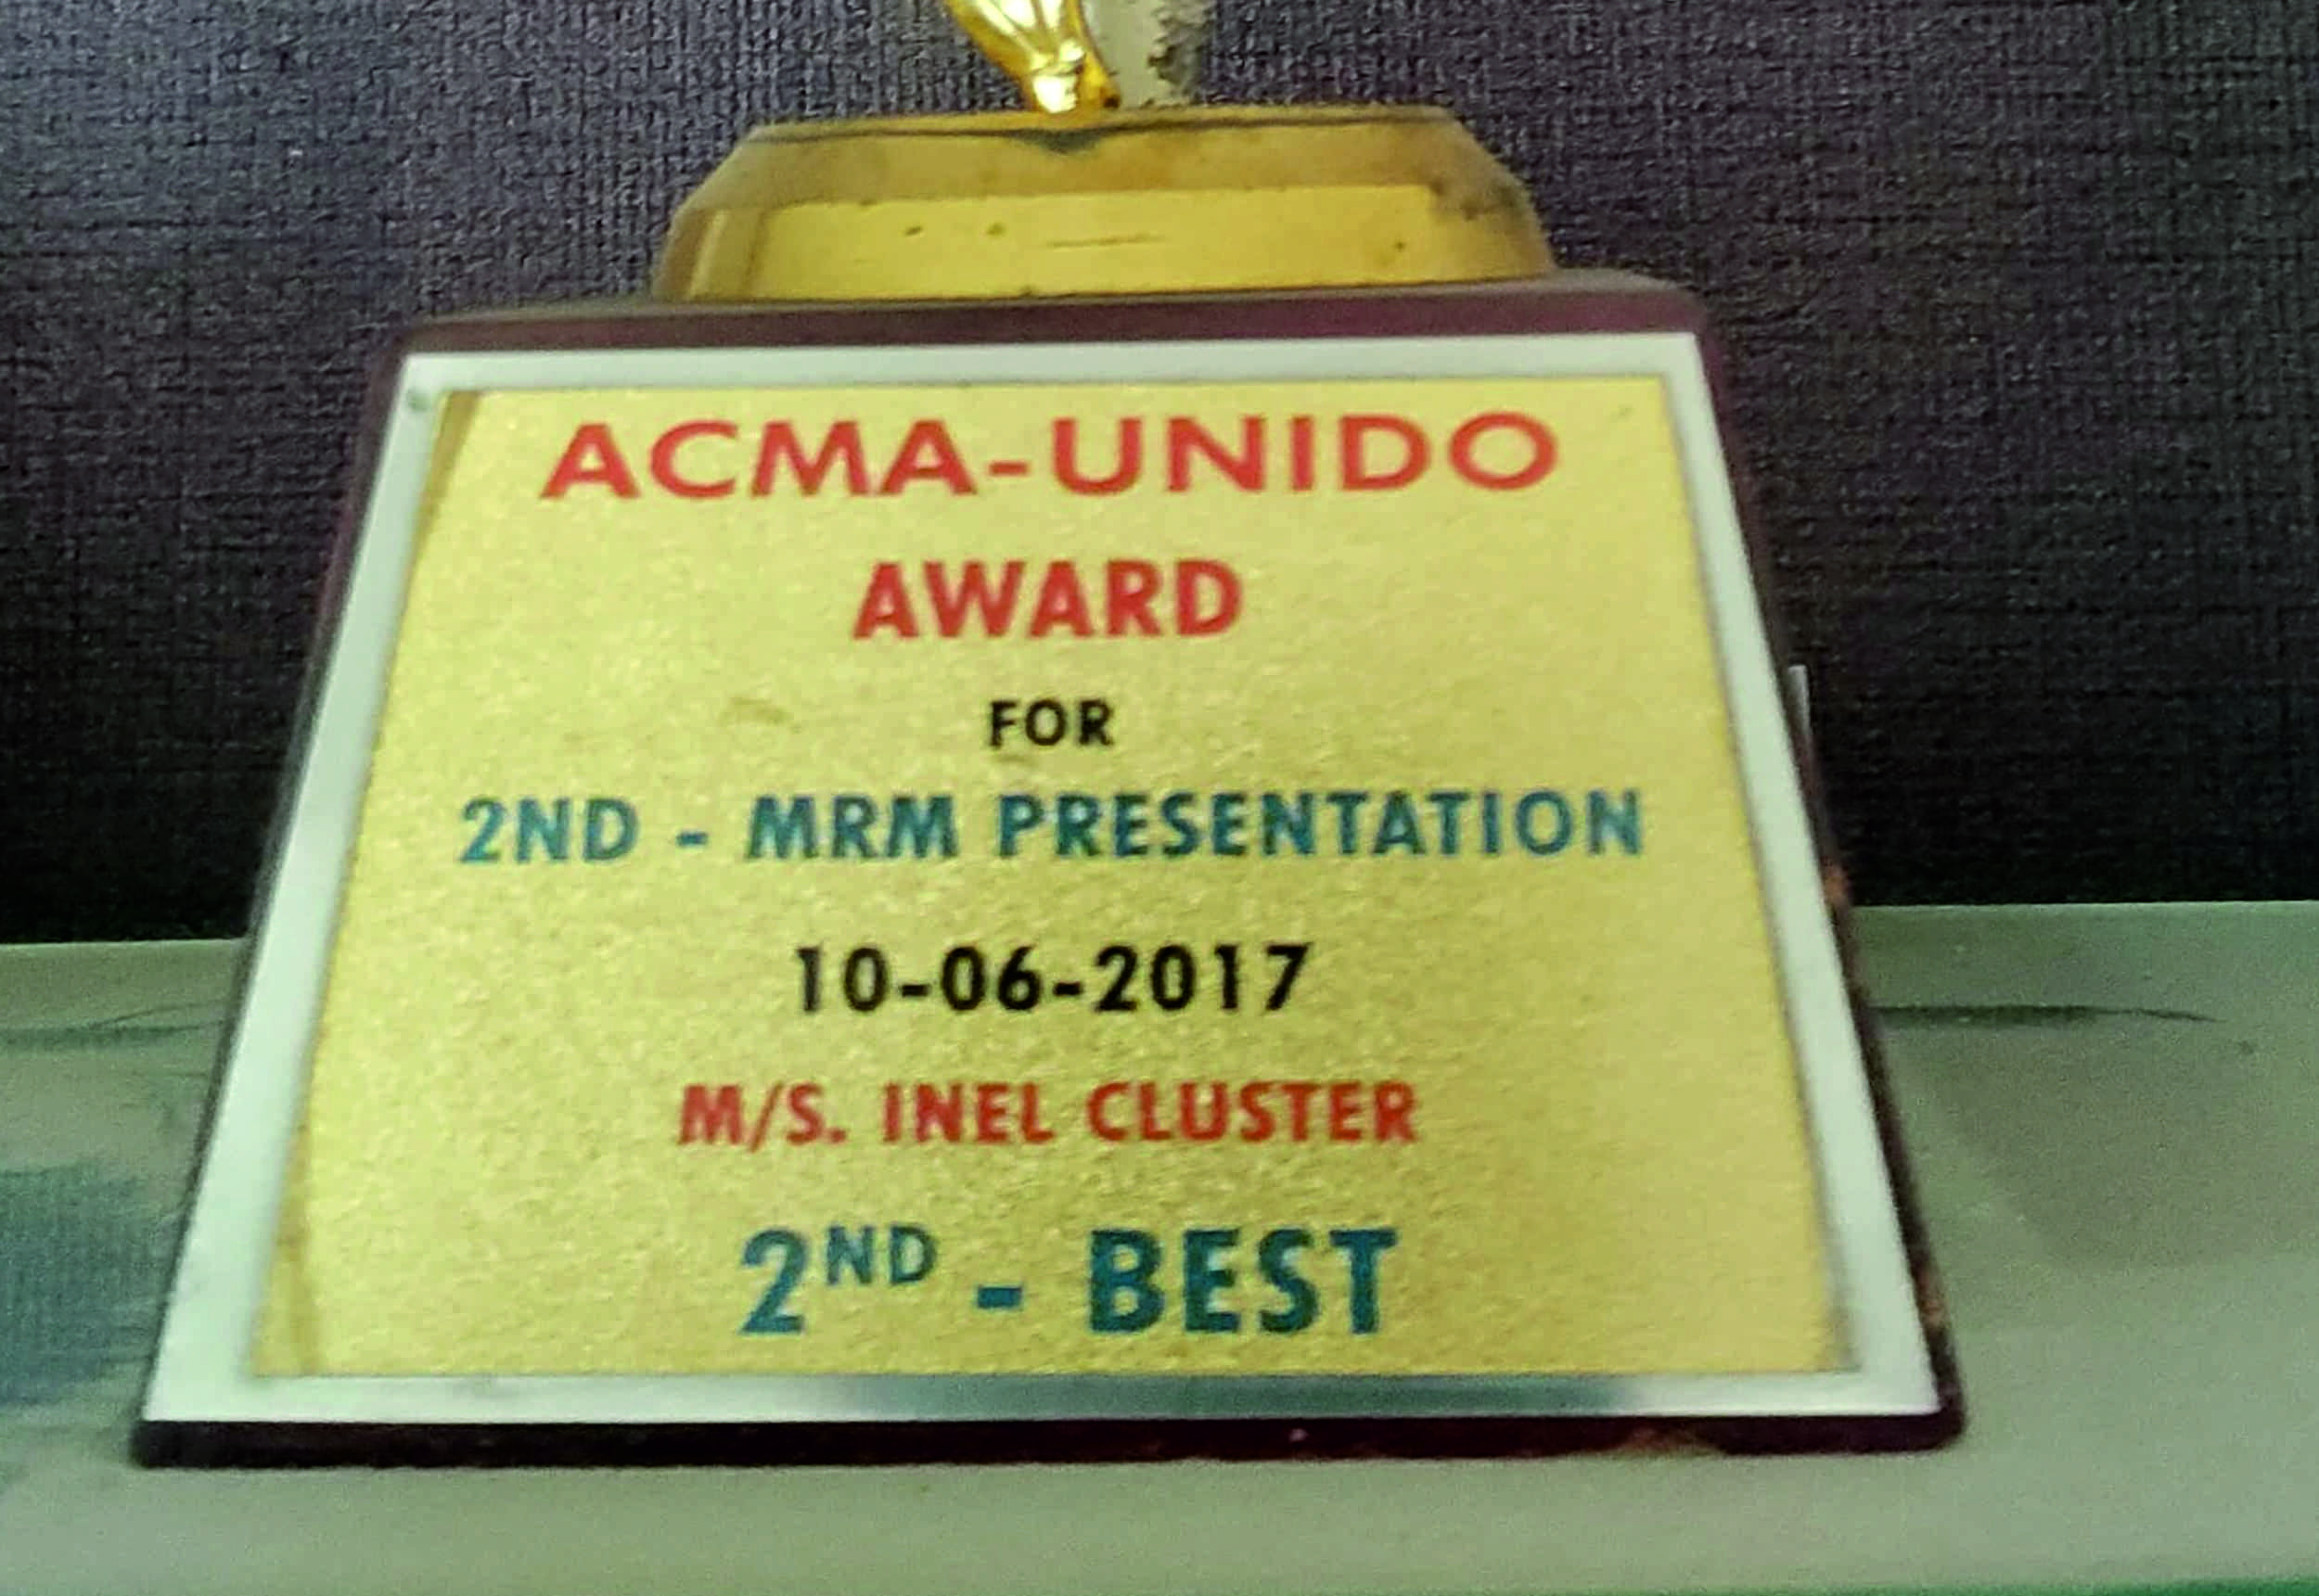 ACMA-UNIDO
AWARD
FOR
2ND - MRM PRESENTATION
10-06-2017
M/S. INEL CLUSTER
2ND - BEST